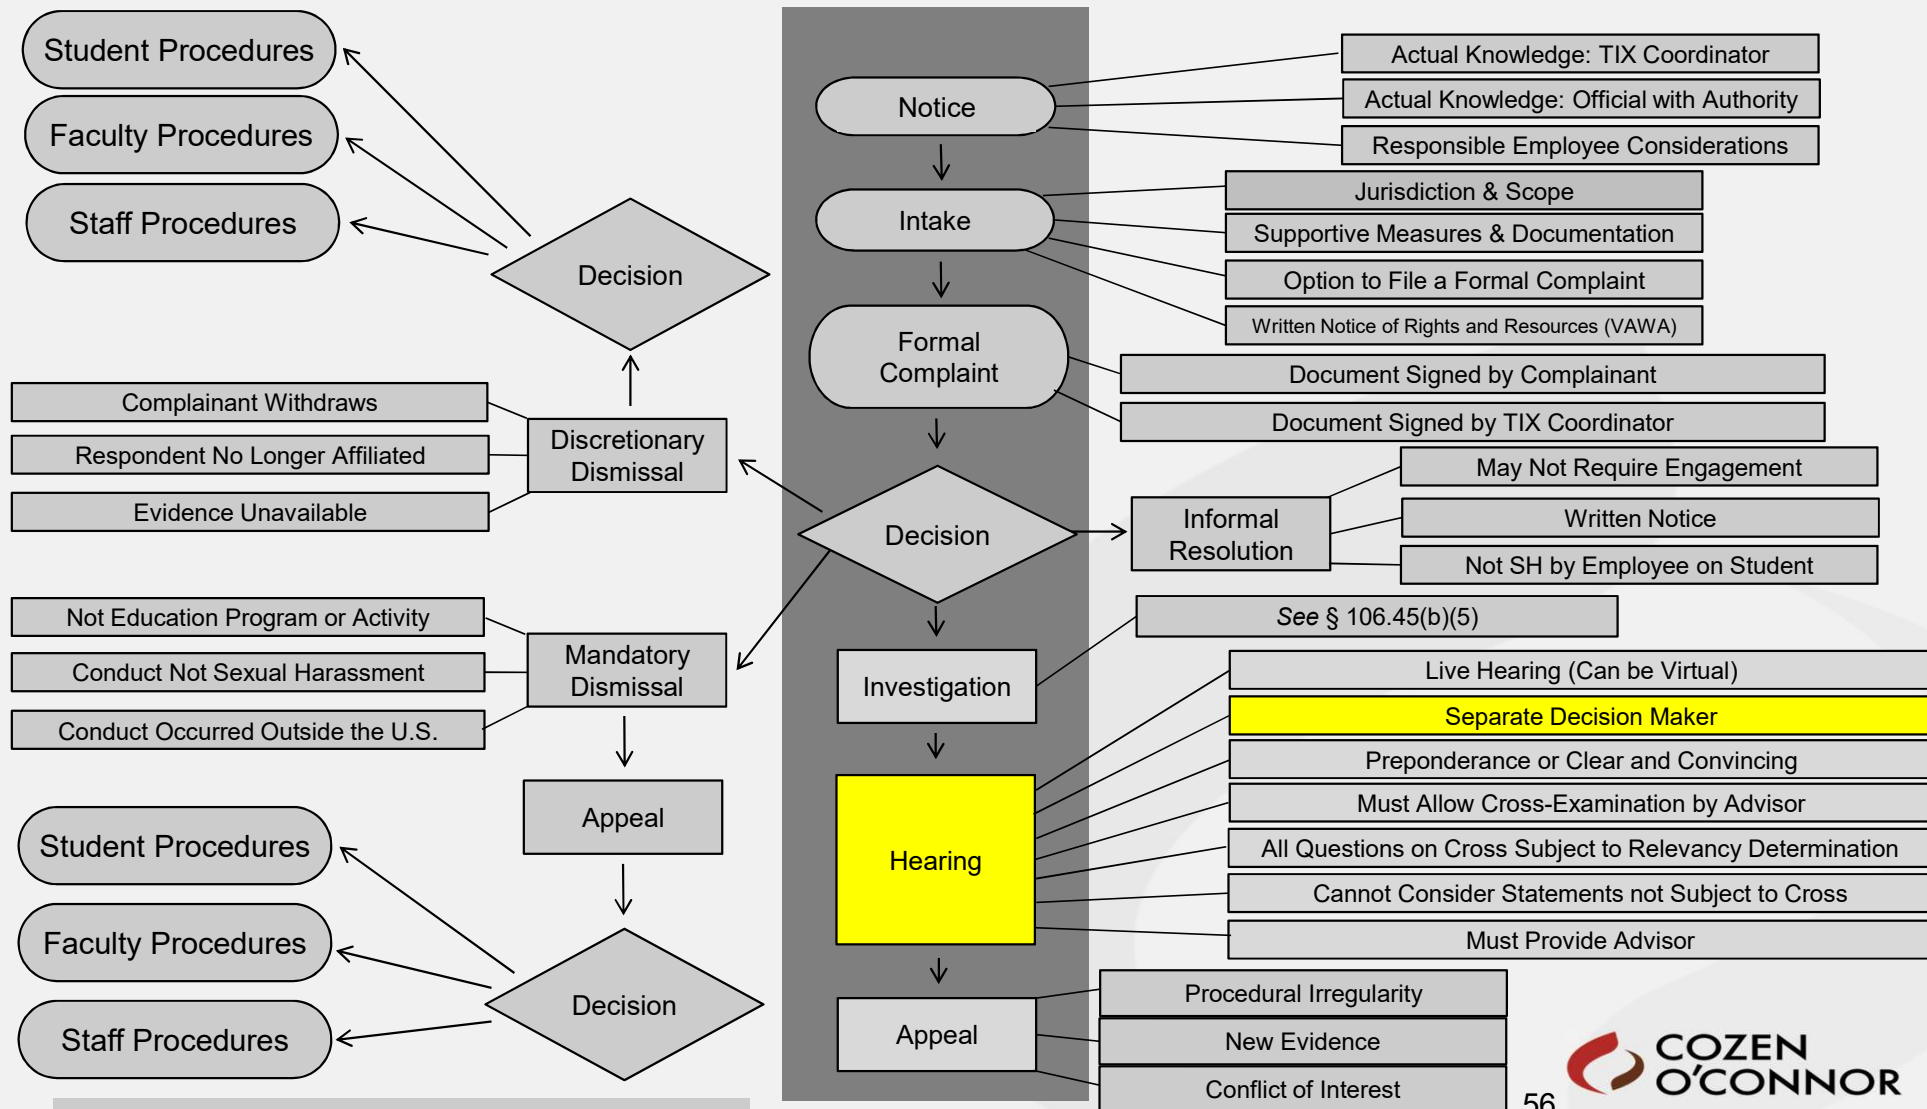 Student Procedures
Faculty Procedures
Staff Procedures
Decision
Complainant Withdraws
Respondent No Longer Affiliated
Evidence Unavailable
Discretionary
Dismissal
Not Education Program or Activity
Conduct Not Sexual Harassment
Conduct Occurred Outside the U.S.
Mandatory
Dismissal
Appeal
Student Procedures
Faculty Procedures
Staff Procedures
Decision
Notice
Intake
Formal
Complaint
Decision
Investigation
Hearing
Appeal
Actual Knowledge: TIX Coordinator
Actual Knowledge: Official with Authority
Responsible Employee Considerations
Jurisdiction & Scope
Supportive Measures & Documentation
Option to File a Formal Complaint
Written Notice of Rights and Resources (VAWA)
Document Signed by Complainant
Document Signed by TIX Coordinator
Informal
Resolution
May Not Require Engagement
Written Notice
Not SH by Employee on Student
See § 106.45(b)(5)
Live Hearing (Can be Virtual)
Separate Decision Maker
Preponderance or Clear and Convincing
Must Allow Cross-Examination by Advisor
All Questions on Cross Subject to Relevancy Determination
Cannot Consider Statements not Subject to Cross
Must Provide Advisor
Procedural Irregularity
New Evidence
Conflict of Interest
56
COZEN
O'CONNOR